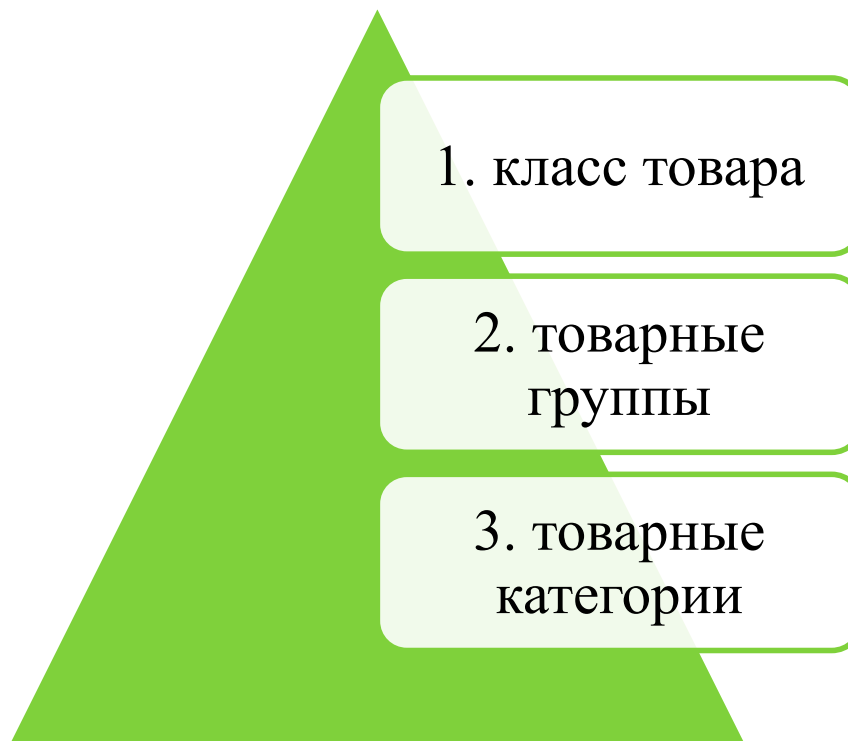 1. класс товара
2. товарные
группы
3. товарные
категории